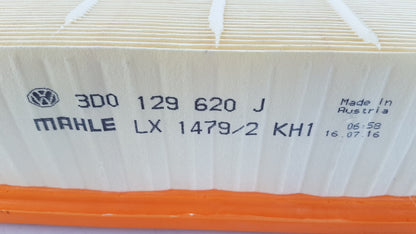 3D0 129 620 J
MAHLE LX 1479/2 KH1
Made In
Austria
06:58
16.07.16